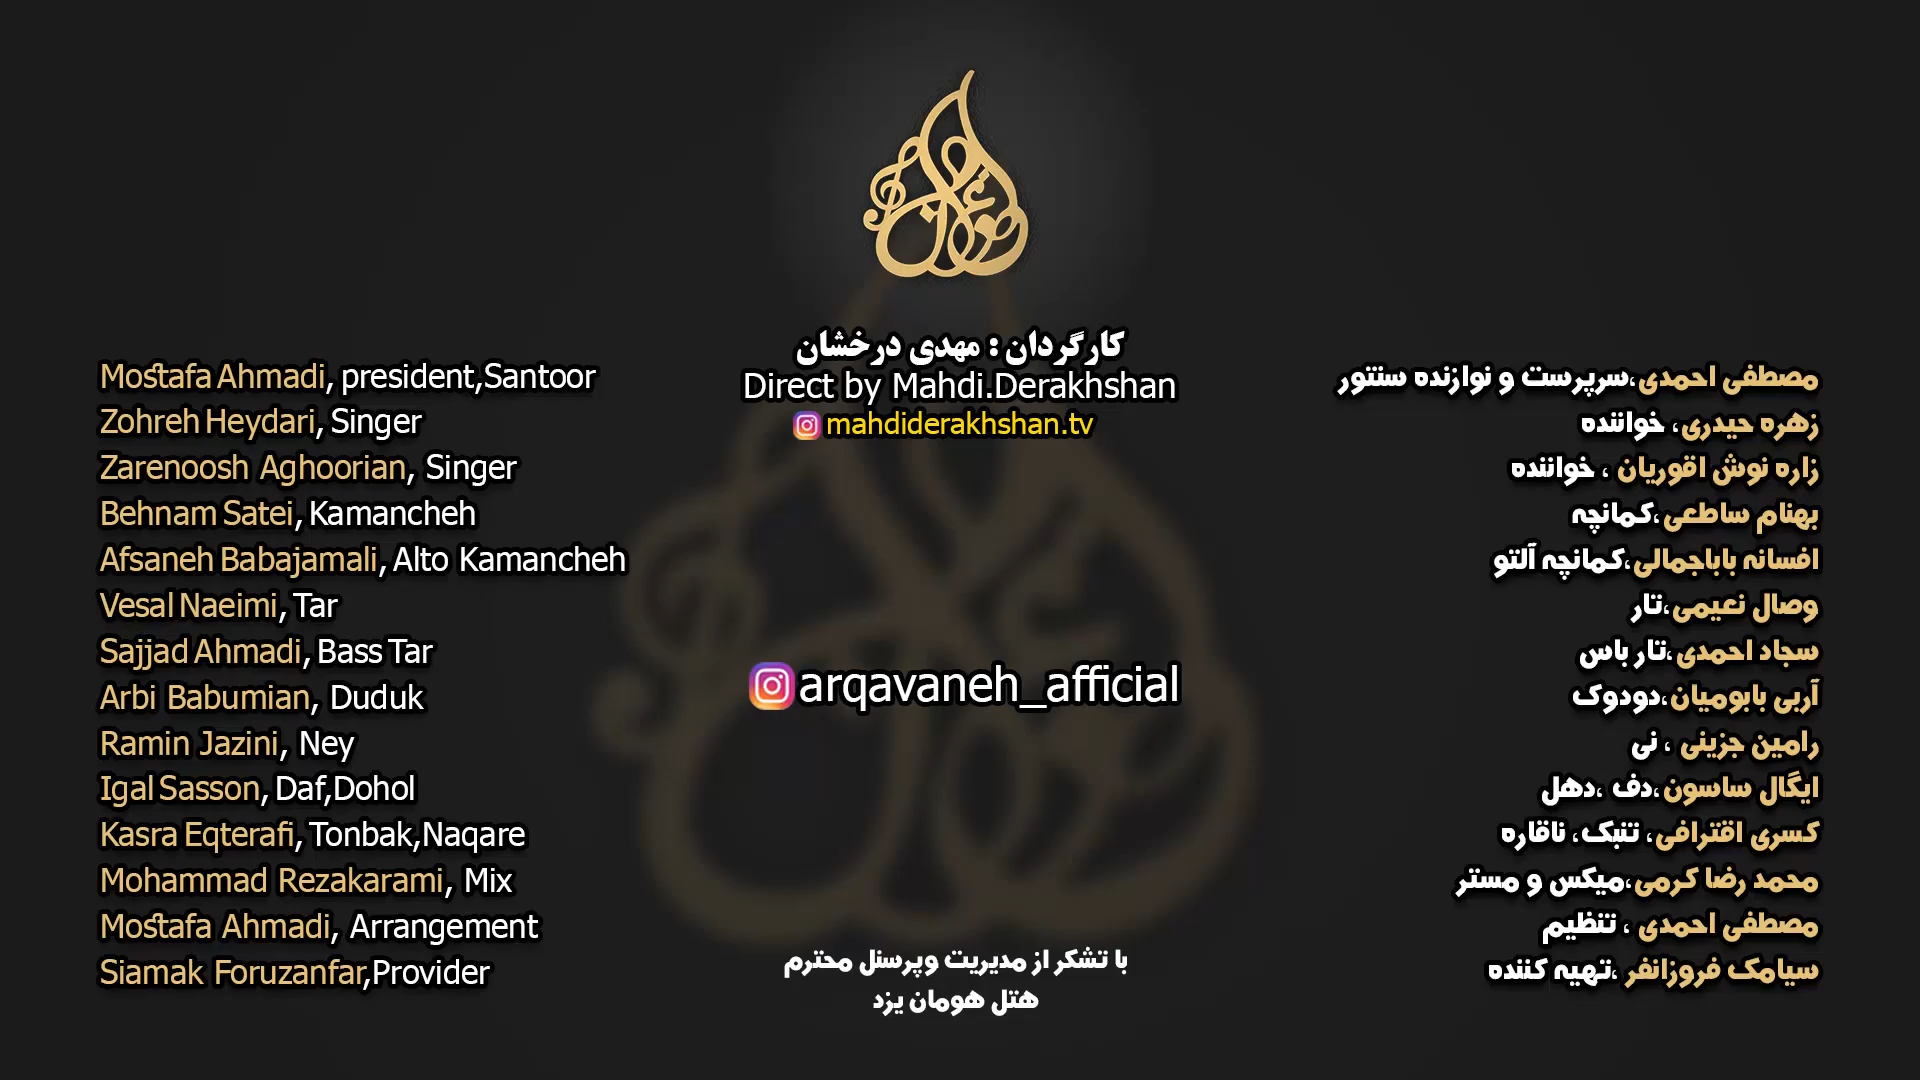 کارگردان : مهدی درخشان
Direct by Mahdi.Derakhshan
mahdiderakhshan.tv
Mostafa Ahmadi, president,Santoor
Zohreh Heydari, Singer
Zarenoosh Aghoorian, Singer
Behnam Satei, Kamancheh
Afsaneh Babajamali, Alto Kamancheh
Vesal Naeimi, Tar
Sajjad Ahmadi, Bass Tar
Arbi Babumian, Duduk
Ramin Jazini, Ney
Igal Sasson, Daf,Dohol
Kasra Eqterafi, Tonbak,Naqare
Mohammad Rezakarami, Mix
Mostafa Ahmadi, Arrangement
Siamak Foruzanfar,Provider
arqavaneh_afficial
مصطفی احمدی،سرپرست و نوازنده سنتور
زهره حیدری، خواننده
زاره نوش اقوریان ، خواننده
بهنام ساطعی،کمانچه
افسانه باباجمالی،کمانچه آلتو
وصال نعیمی،تار
سجاد احمدی،تار باس
آربی بابومیان،دودوک
رامین جزینی ، نی
ایگال ساسون،دف ،دهل
کسری اقترافی، تنبک، ناقاره
محمد رضا کرمی،میکس و مستر
مصطفی احمدی ، تنظیم
سیامک فروزانفر ،تهیه کننده
با تشکر از مدیریت وپرسنل محترم
هتل هومان یزد